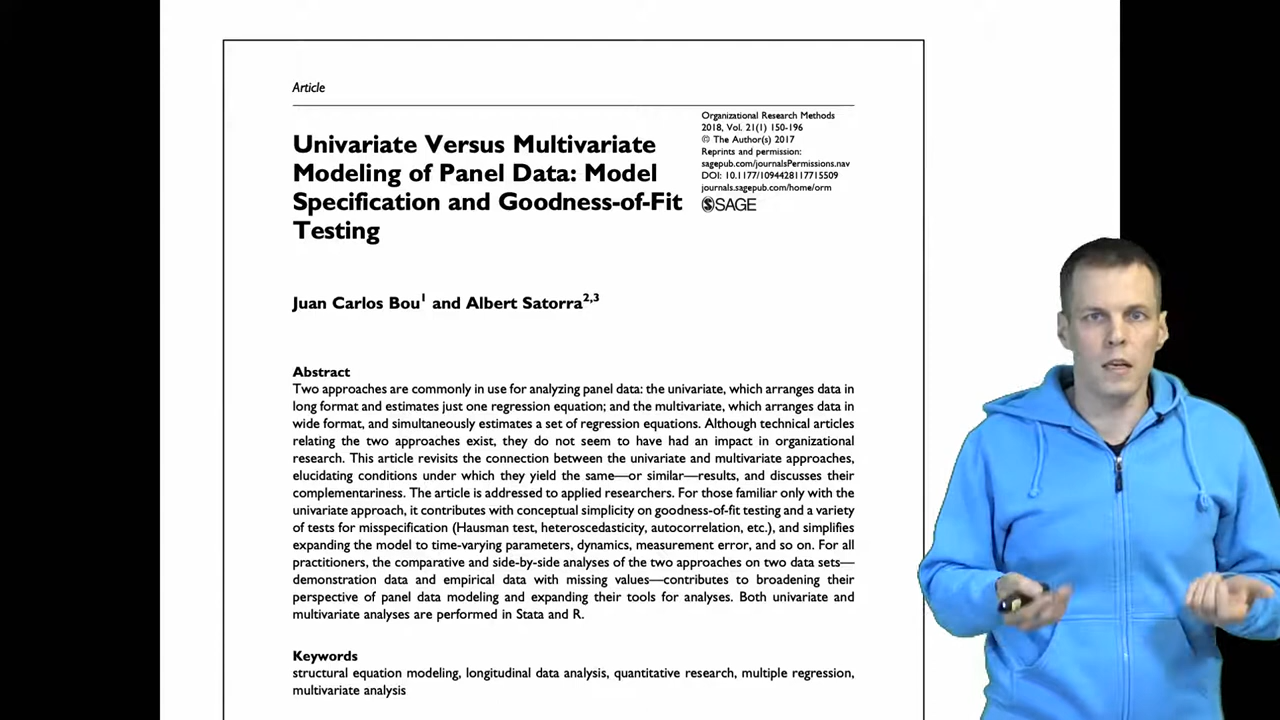 Article
Organizational Research Methods
2018, Vol. 21(1) 150-196
© The Author(s) 2017
Reprints and permission:
sagepub.com/journalsPermissions.nav
DOI: 10.1177/1094428117715509
journals.sagepub.com/home/orm
SAGE
Univariate Versus Multivariate
Modeling of Panel Data: Model
Specification and Goodness-of-Fit
Testing
Juan Carlos Bou1 and Albert Satorra2,3
Abstract
Two approaches are commonly in use for analyzing panel data: the univariate, which arranges data in
long format and estimates just one regression equation; and the multivariate, which arranges data in
wide format, and simultaneously estimates a set of regression equations. Although technical articles
relating the two approaches exist, they do not seem to have had an impact in organizational
research. This article revisits the connection between the univariate and multivariate approaches,
elucidating conditions under which they yield the same—or similar—results, and discusses their
complementariness. The article is addressed to applied researchers. For those familiar only with the
univariate approach, it contributes with conceptual simplicity on goodness-of-fit testing and a variety
of tests for misspecification (Hausman test, heteroscedasticity, autocorrelation, etc.), and simplifies
expanding the model to time-varying parameters, dynamics, measurement error, and so on. For all
practitioners, the comparative and side-by-side analyses of the two approaches on two data sets—
demonstration data and empirical data with missing values—contributes to broadening their
perspective of panel data modeling and expanding their tools for analyses. Both univariate and
multivariate analyses are performed in Stata and R.
Keywords
structural equation modeling, longitudinal data analysis, quantitative research, multiple regression,
multivariate analysis